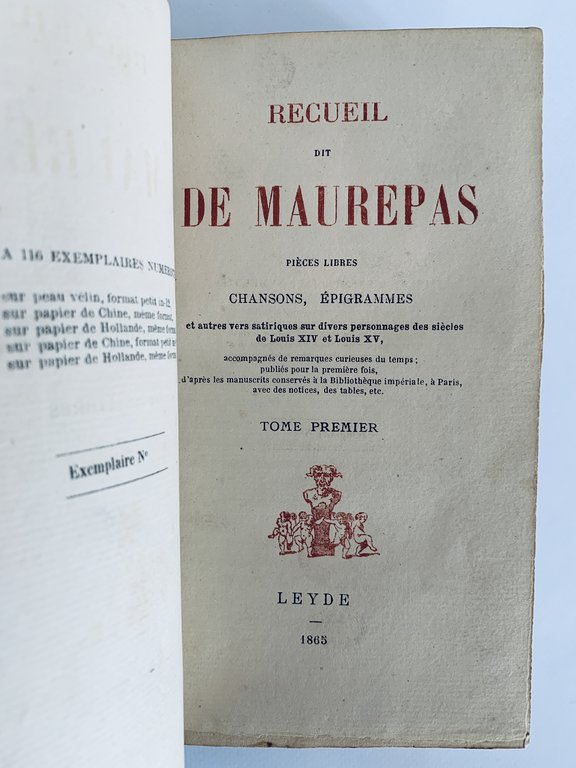 A 116 EXEMPLAIRES NUMÉROT
sur peau vélin, format petit in-12,
sur papier de Chine, même format,
sur papier de Hollande, même form
sur papier de Chine, format petit
sur papier de Hollande, même
Exemplaire No
RECUEIL
DIT
DE MAUREPAS
PIÈCES LIBRES
CHANSONS, ÉPIGRAMMES
et autres vers satiriques sur divers personnages des siècles
de Louis XIV et Louis XV,
accompagnés de remarques curieuses du temps ;
publiés pour la première fois,
d'après les manuscrits conservés à la Bibliothèque impériale, à Paris,
avec des notices, des tables, etc.
TOME PREMIER
LEYDE
—
1865